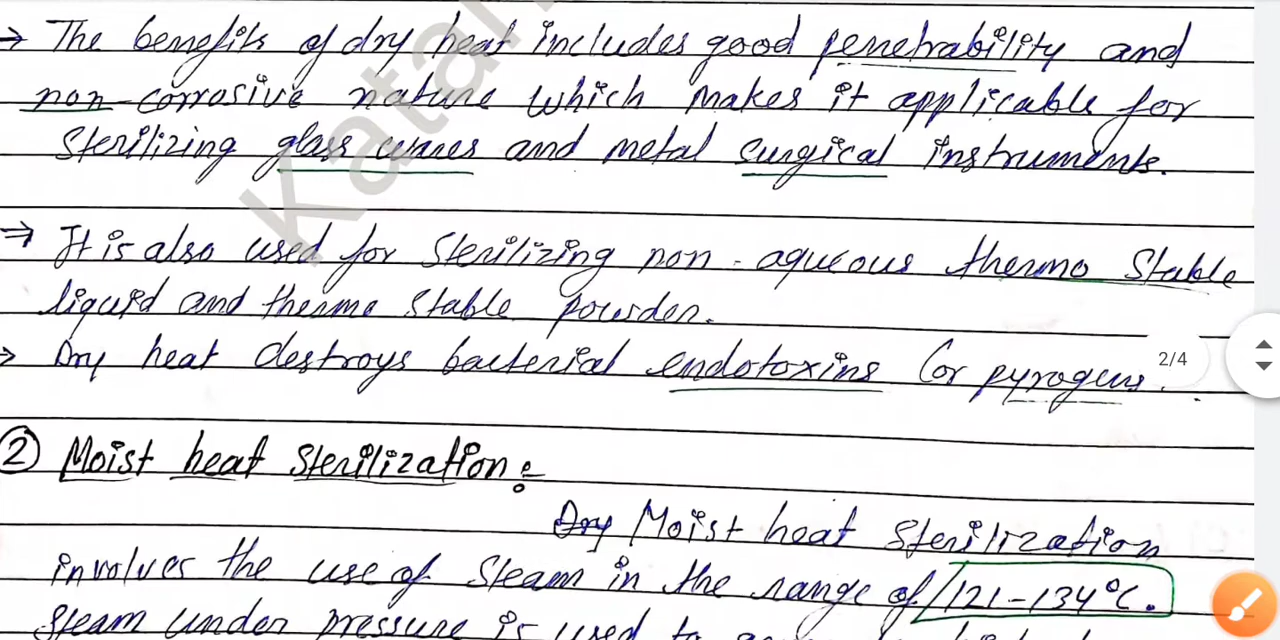 → The benefits of dry heat includes good penetrability and
non-corrosive nature which makes it applicable for
sterilizing glass wares and metal surgical instruments.
⇒ It is also used for sterilizing non-aqueous thermo stable
liquid and thermo stable powder.
→ Dry heat destroys bacterial endotoxins (or pyrogens.
2/4
② Moist heat sterilization:-
Dry Moist heat sterilization
involves the use of steam in the range of 121-134°C.
steam under pressure is used to
Katar